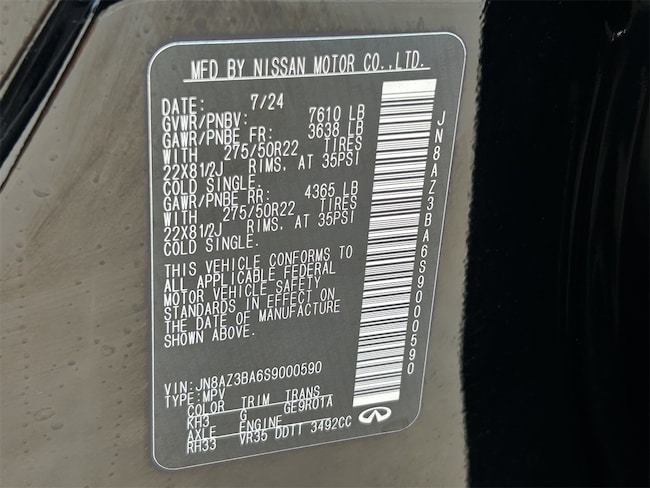 MFD BY NISSAN MOTOR CO.,LTD.
DATE: 7/24
GVWR/PNBV: 7610 LB
GAWR/PNBE FR: 3638 LB
WITH 275/50R22 TIRES
22X81/2J RIMS, AT 35PSI
COLD SINGLE.
GAWR/PNBE RR: 4365 LB
WITH 275/50R22 TIRES
22X81/2J RIMS, AT 35PSI
COLD SINGLE.
THIS VEHICLE CONFORMS TO
ALL APPLICABLE FEDERAL
MOTOR VEHICLE SAFETY
STANDARDS IN EFFECT ON
THE DATE OF MANUFACTURE
SHOWN ABOVE.
VIN:JN8AZ3BA6S9000590
TYPE:MPV
COLOR TRIM TRANS
KH3 G GE9R01A
AXLE ENGINE
RH33 VR35 DDTT 3492CC
JN8AZ3BA6S9000590